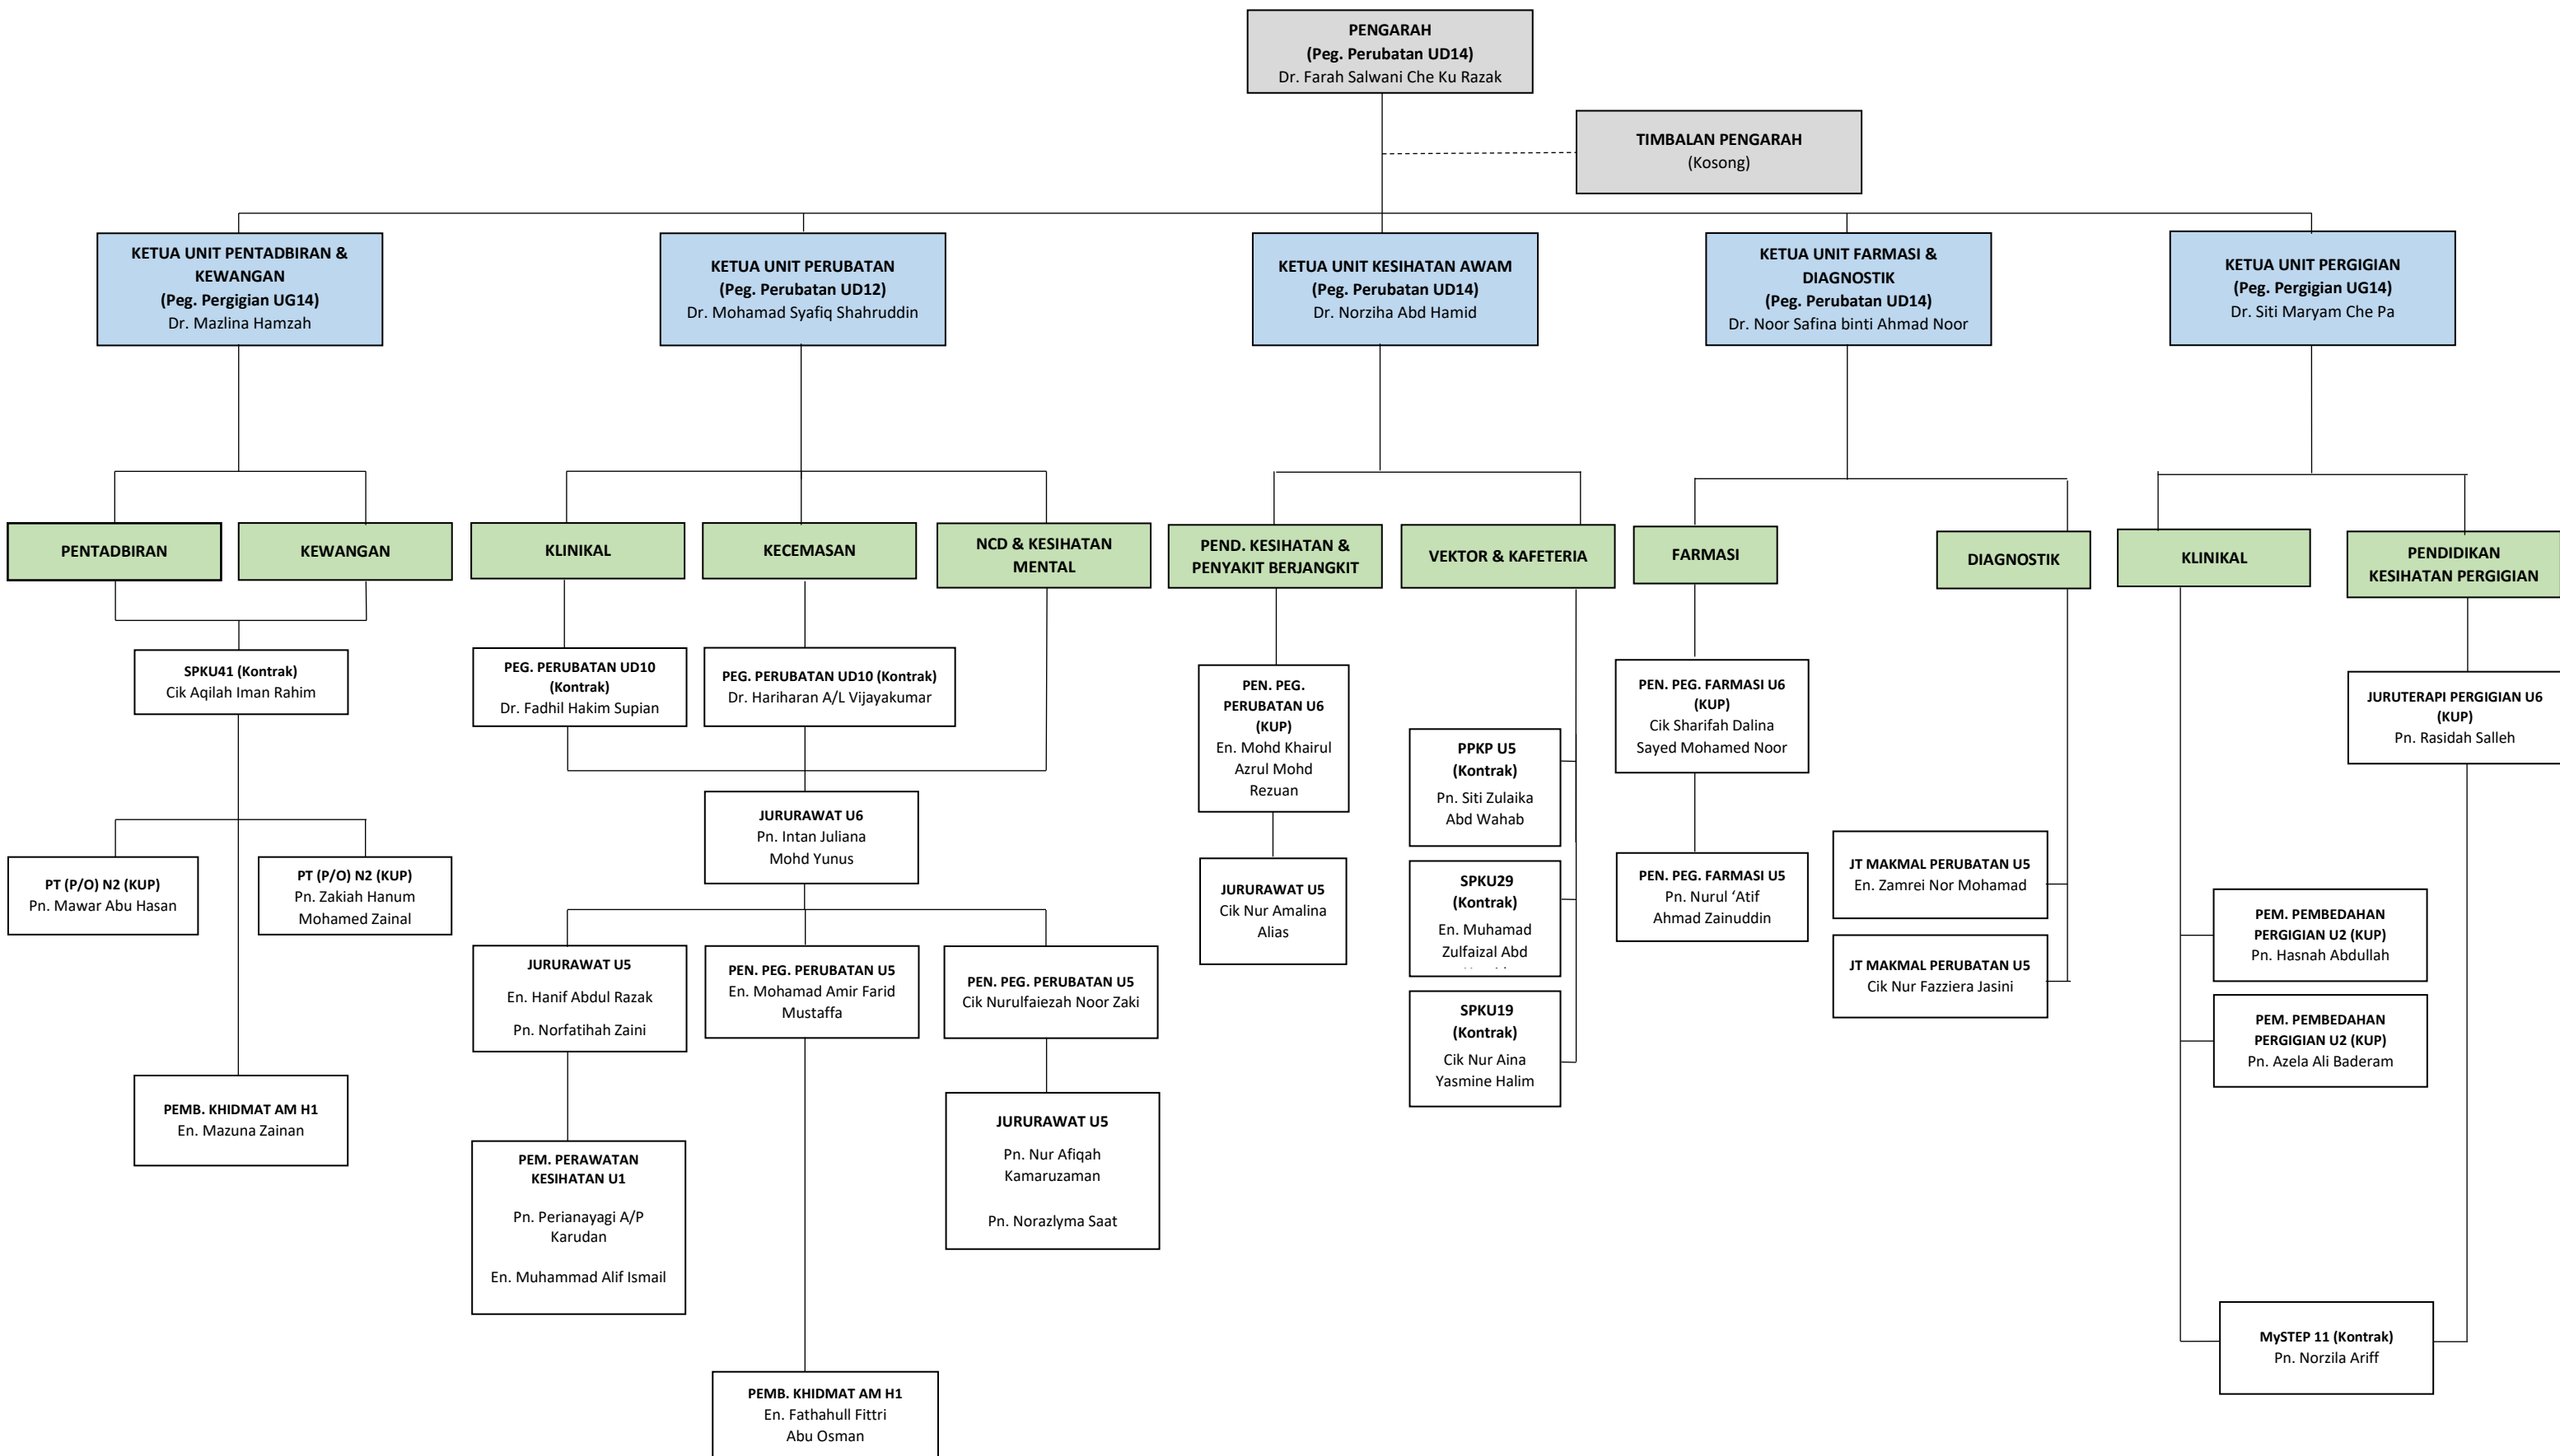 PENGARAH
(Peg. Perubatan UD14)
Dr. Farah Salwani Che Ku Razak
TIMBALAN PENGARAH
(Kosong)
KETUA UNIT PENTADBIRAN &
KEWANGAN
(Peg. Pergigian UG14)
Dr. Mazlina Hamzah
KETUA UNIT PERUBATAN
(Peg. Perubatan UD12)
Dr. Mohamad Syafiq Shahruddin
KETUA UNIT KESIHATAN AWAM
(Peg. Perubatan UD14)
Dr. Norziha Abd Hamid
KETUA UNIT FARMASI &
DIAGNOSTIK
(Peg. Perubatan UD14)
Dr. Noor Safina binti Ahmad Noor
KETUA UNIT PERGIGIAN
(Peg. Pergigian UG14)
Dr. Siti Maryam Che Pa
PENTADBIRAN
KEWANGAN
KLINIKAL
KECEMASAN
NCD & KESIHATAN
MENTAL
PEND. KESIHATAN &
PENYAKIT BERJANGKIT
VEKTOR & KAFETERIA
FARMASI
DIAGNOSTIK
KLINIKAL
PENDIDIKAN
KESIHATAN PERGIGIAN
SPKU41 (Kontrak)
Cik Aqilah Iman Rahim
PT (P/O) N2 (KUP)
Pn. Mawar Abu Hasan
PT (P/O) N2 (KUP)
Pn. Zakiah Hanum
Mohamed Zainal
PEMB. KHIDMAT AM H1
En. Mazuna Zainan
PEG. PERUBATAN UD10
(Kontrak)
Dr. Fadhil Hakim Supian
PEG. PERUBATAN UD10 (Kontrak)
Dr. Hariharan A/L Vijayakumar
JURURAWAT U6
Pn. Intan Juliana
Mohd Yunus
JURURAWAT U5
En. Hanif Abdul Razak
Pn. Norfatihah Zaini
PEN. PEG. PERUBATAN U5
En. Mohamad Amir Farid
Mustaffa
PEN. PEG. PERUBATAN U5
Cik Nurulfaiezah Noor Zaki
PEM. PERAWATAN
KESIHATAN U1
Pn. Perianayagi A/P
Karudan
En. Muhammad Alif Ismail
JURURAWAT U5
Pn. Nur Afiqah
Kamaruzaman
Pn. Norazlyma Saat
PEMB. KHIDMAT AM H1
En. Fathahull Fittri
Abu Osman
PEN. PEG.
PERUBATAN U6
(KUP)
En. Mohd Khairul
Azrul Mohd
Rezuan
JURURAWAT U5
Cik Nur Amalina
Alias
PPKP U5
(Kontrak)
Pn. Siti Zulaika
Abd Wahab
SPKU29
(Kontrak)
En. Muhamad
Zulfaizal Abd
SPKU19
(Kontrak)
Cik Nur Aina
Yasmine Halim
PEN. PEG. FARMASI U6
(KUP)
Cik Sharifah Dalina
Sayed Mohamed Noor
PEN. PEG. FARMASI U5
Pn. Nurul ‘Atif
Ahmad Zainuddin
JT MAKMAL PERUBATAN U5
En. Zamrei Nor Mohamad
JT MAKMAL PERUBATAN U5
Cik Nur Fazziera Jasini
PEM. PEMBEDAHAN
PERGIGIAN U2 (KUP)
Pn. Hasnah Abdullah
PEM. PEMBEDAHAN
PERGIGIAN U2 (KUP)
Pn. Azela Ali Baderam
JURUTERAPI PERGIGIAN U6
(KUP)
Pn. Rasidah Salleh
MySTEP 11 (Kontrak)
Pn. Norzila Ariff